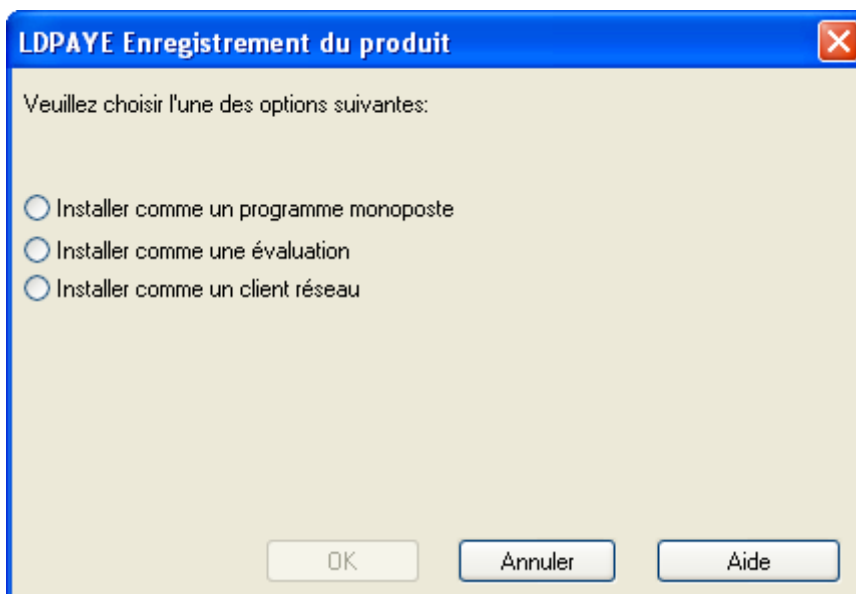 LDPAYE Enregistrement du produit
Veuillez choisir l'une des options suivantes:
Installer comme un programme monoposte
Installer comme une évaluation
Installer comme un client réseau
OK Annuler Aide